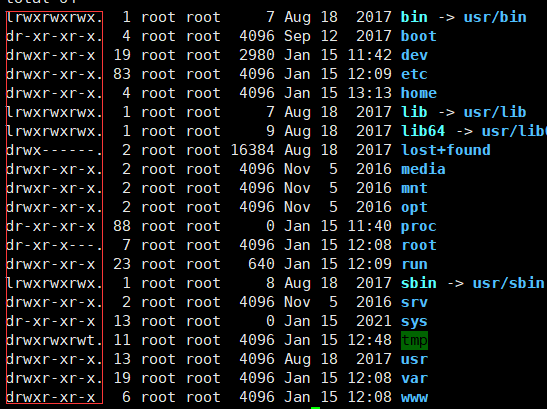 total 64
lrwxrwxrwx. 1 root root 7 Aug 18 2017 bin -> usr/bin
dr-xr-xr-x. 4 root root 4096 Sep 12 2017 boot
drwxr-xr-x 19 root root 2980 Jan 15 11:42 dev
drwxr-xr-x. 83 root root 4096 Jan 15 12:09 etc
drwxr-xr-x. 4 root root 4096 Jan 15 13:13 home
lrwxrwxrwx. 1 root root 7 Aug 18 2017 lib -> usr/lib
lrwxrwxrwx. 1 root root 9 Aug 18 2017 lib64 -> usr/lib6
drwx------. 2 root root 16384 Aug 18 2017 lost+found
drwxr-xr-x. 2 root root 4096 Nov 5 2016 media
drwxr-xr-x. 2 root root 4096 Nov 5 2016 mnt
drwxr-xr-x. 2 root root 4096 Nov 5 2016 opt
dr-xr-xr-x 88 root root 0 Jan 15 11:40 proc
dr-xr-x---. 7 root root 4096 Jan 15 12:08 root
drwxr-xr-x 23 root root 640 Jan 15 12:09 run
lrwxrwxrwx. 1 root root 8 Aug 18 2017 sbin -> usr/sbin
drwxr-xr-x. 2 root root 4096 Nov 5 2016 srv
dr-xr-xr-x 13 root root 0 Jan 15 2021 sys
drwxrwxrwt. 11 root root 4096 Jan 15 12:48 tmp
drwxr-xr-x. 13 root root 4096 Aug 18 2017 usr
drwxr-xr-x. 19 root root 4096 Jan 15 12:08 var
drwxr-xr-x 6 root root 4096 Jan 15 12:08 www